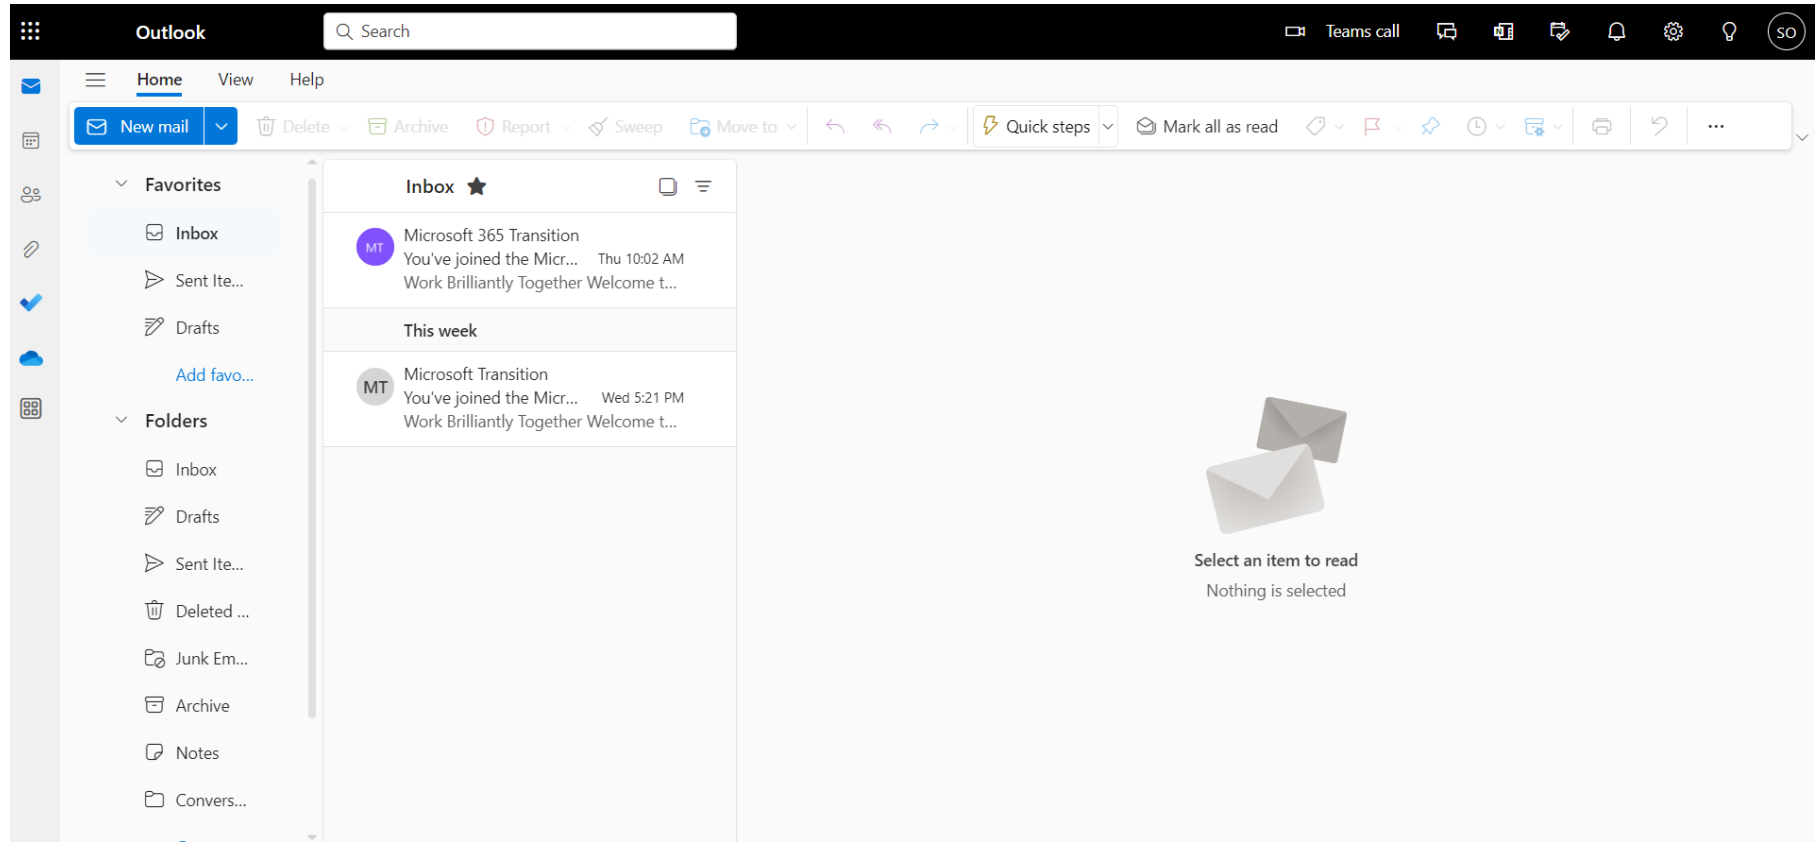 Outlook
Search
Teams call
SO
Home View Help
New mail Delete Archive Report Sweep Move to Quick steps Mark all as read
Favorites
Inbox
Sent Ite...
Drafts
Add favo...
Folders
Inbox
Drafts
Sent Ite...
Deleted ...
Junk Em...
Archive
Notes
Convers...
Inbox
MT
Microsoft 365 Transition
You've joined the Micr... Thu 10:02 AM
Work Brilliantly Together Welcome t...
This week
MT
Microsoft Transition
You've joined the Micr... Wed 5:21 PM
Work Brilliantly Together Welcome t...
Select an item to read
Nothing is selected